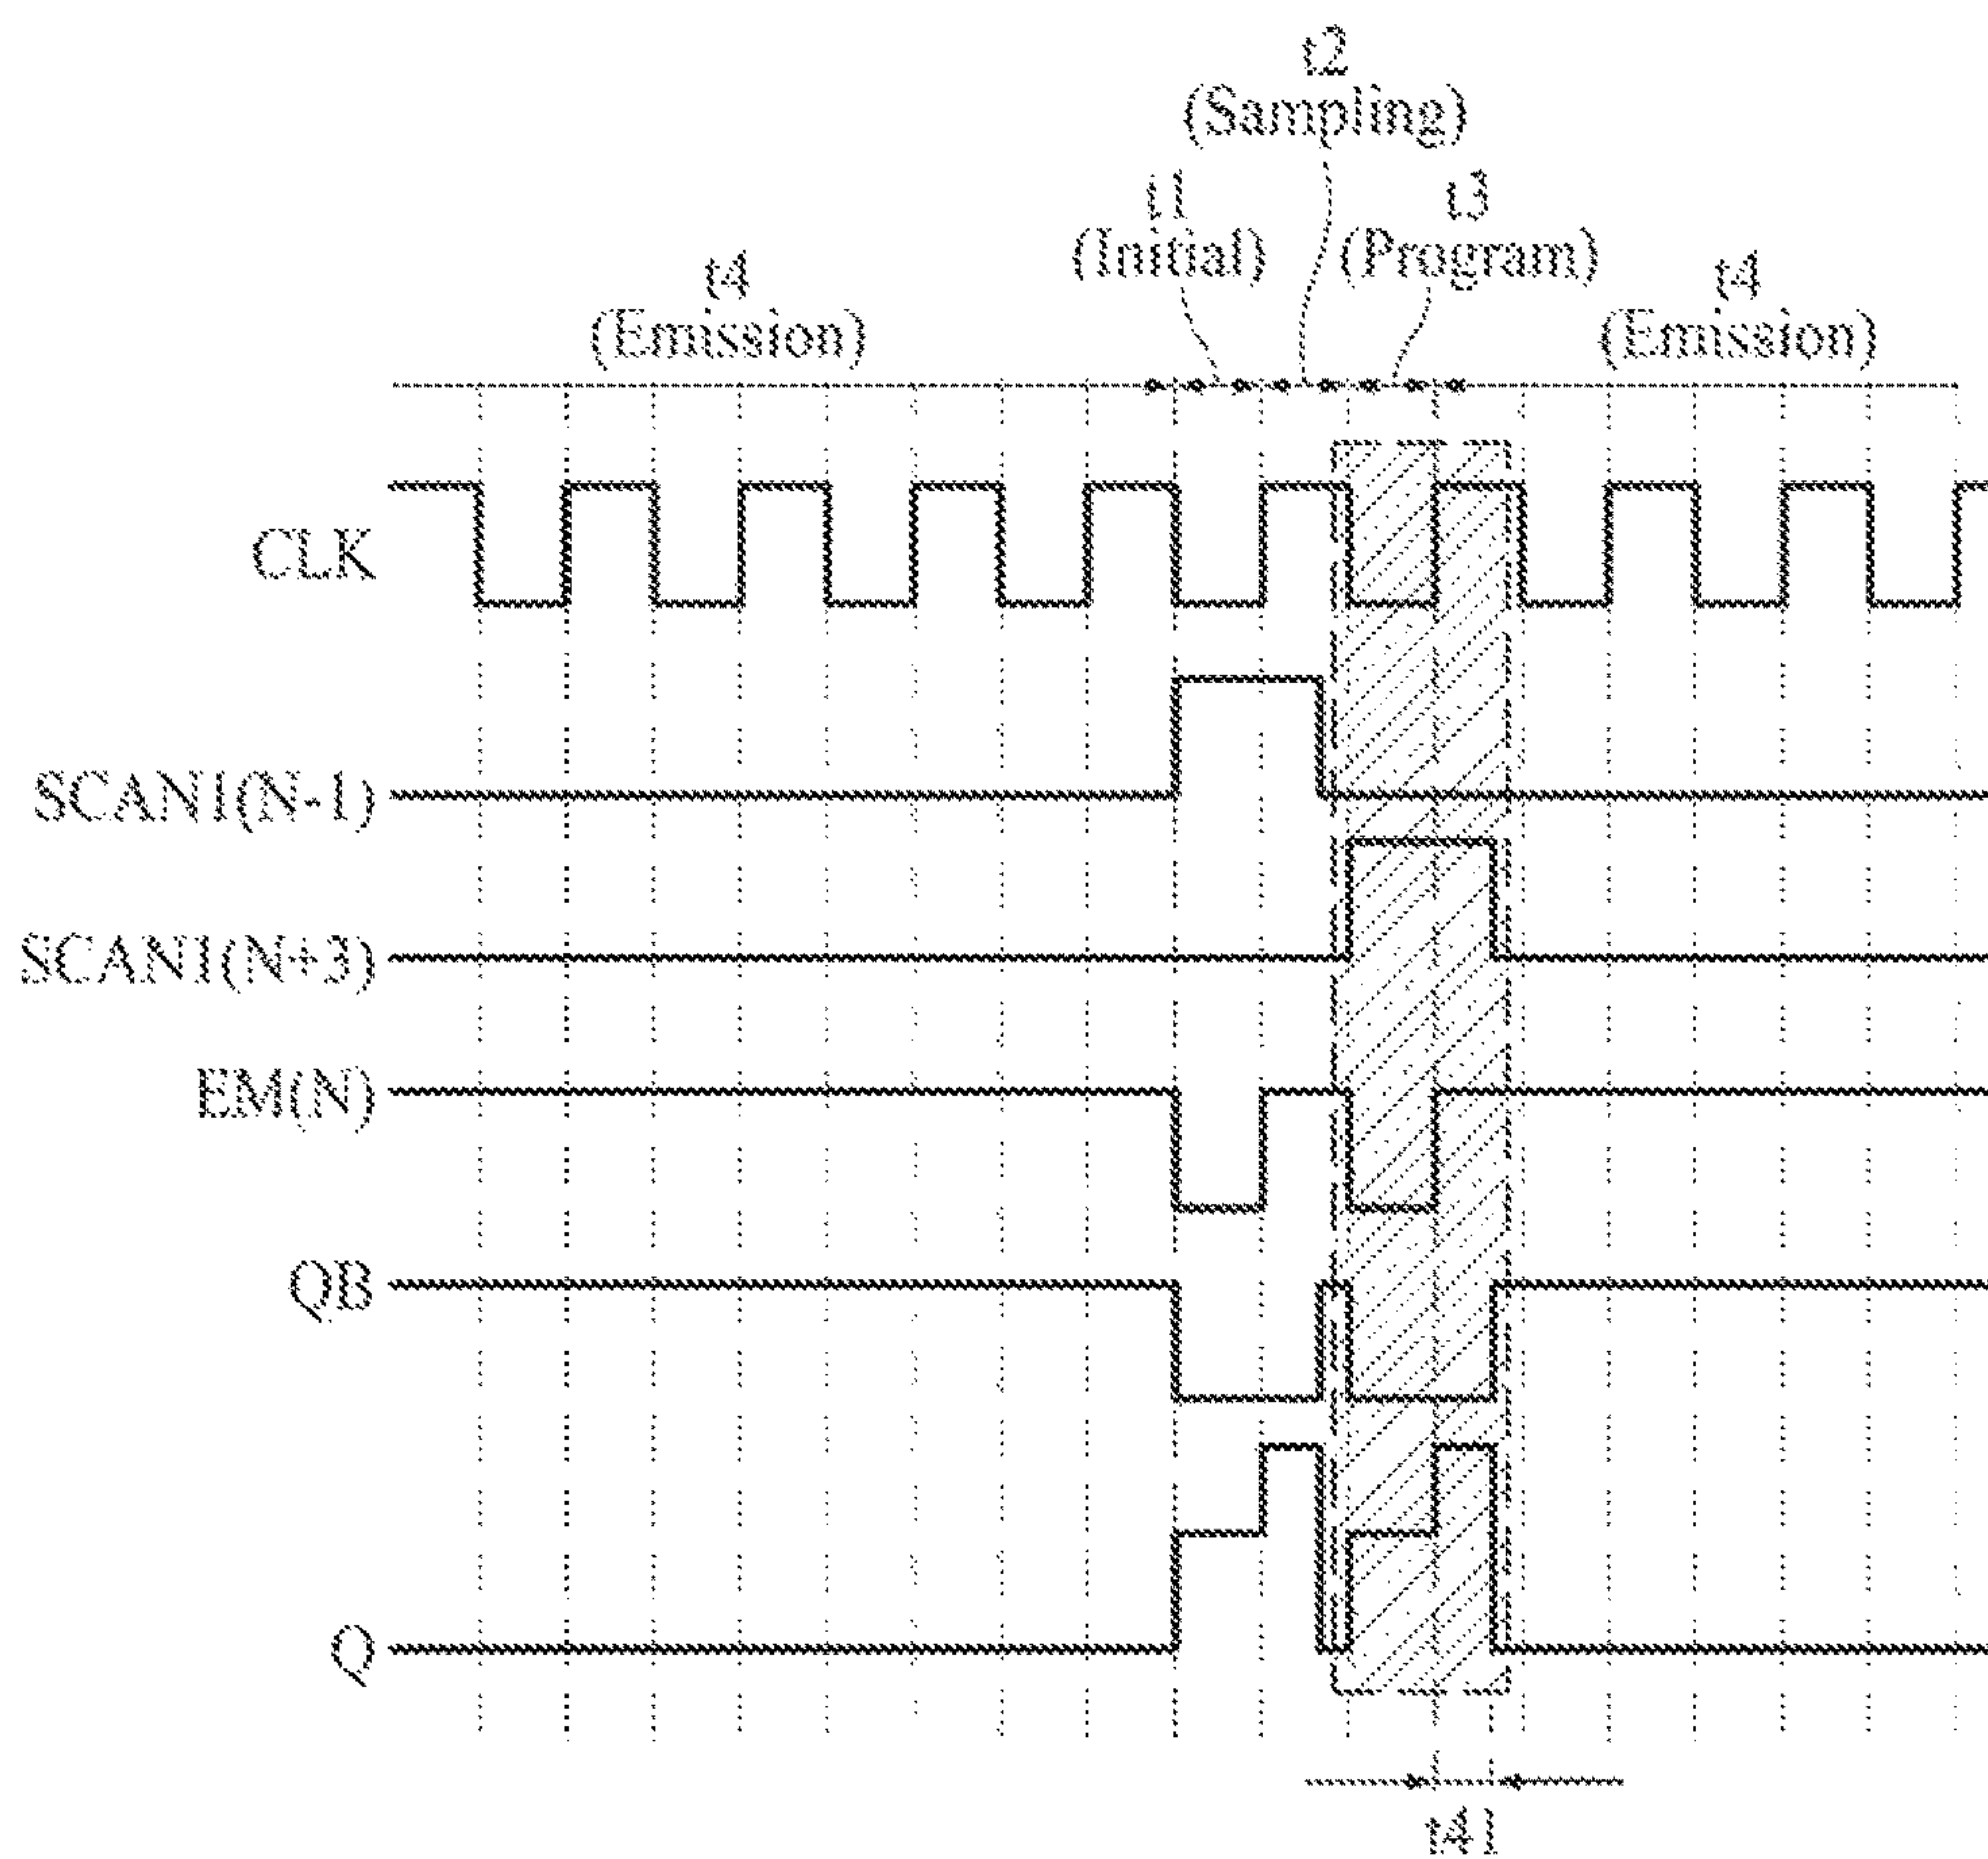 t2
(Sampling)
t1
(Initial)
t3
(Program)
t4
(Emission)
t4
(Emission)
CLK
SCAN1(N-1)
SCAN1(N+3)
EM(N)
QB
Q
t41